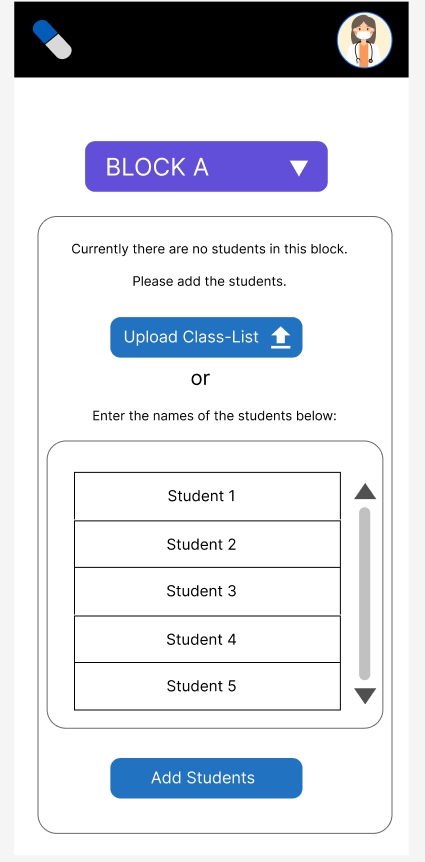 BLOCK A
Currently there are no students in this block.
Please add the students.
Upload Class-List
or
Enter the names of the students below:
Student 1
Student 2
Student 3
Student 4
Student 5
Add Students